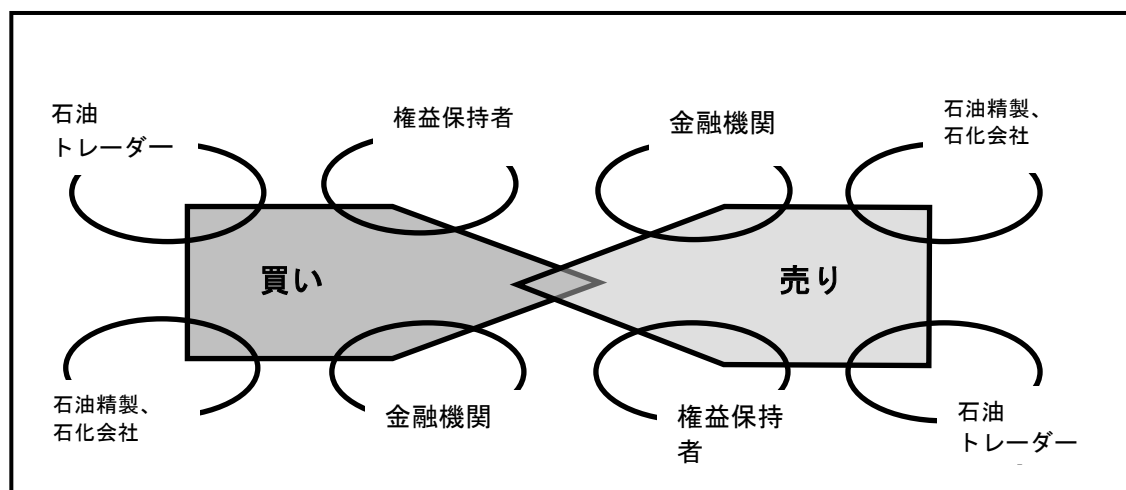 石油
トレーダー
権益保持者
金融機関
石油精製、
石化会社
買い
売り
石油精製、
石化会社
金融機関
権益保持
者
石油
トレーダー